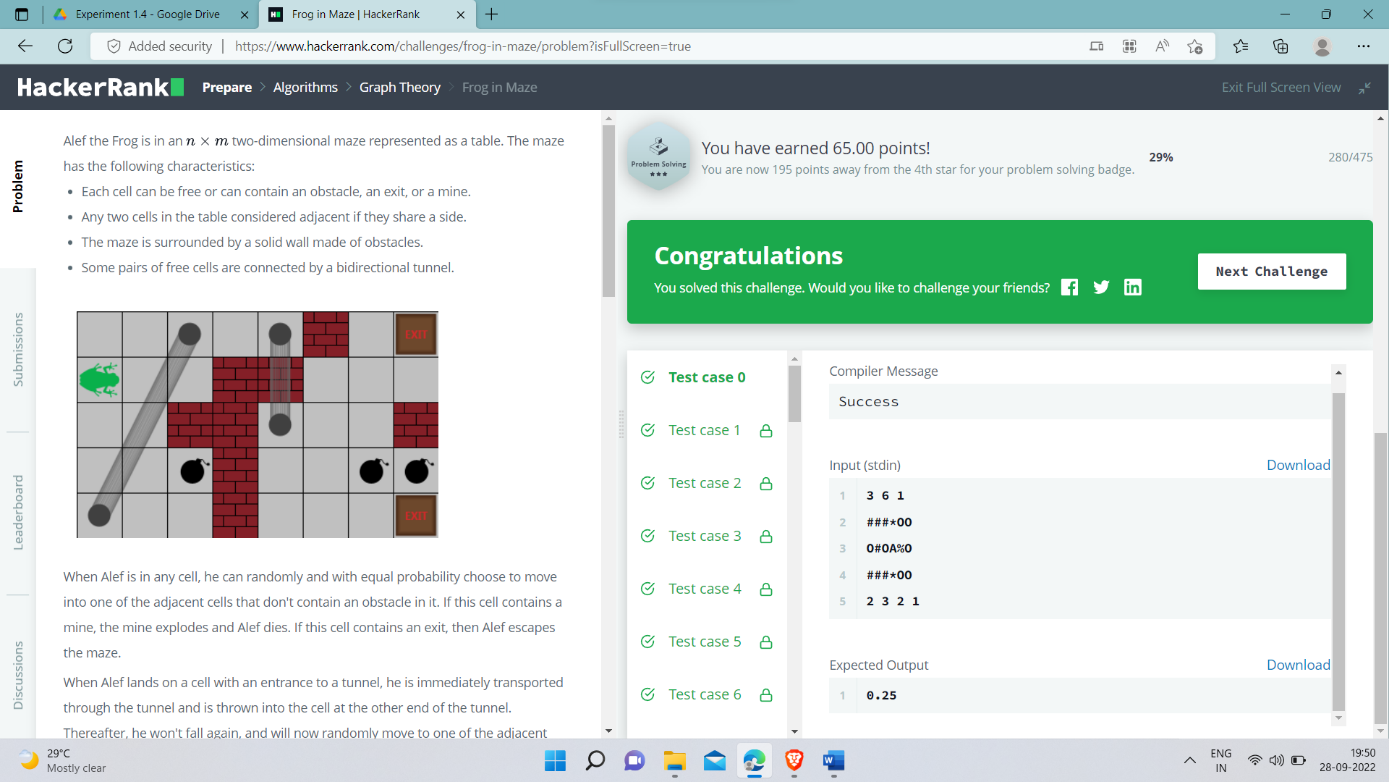 Experiment 1.4 - Google Drive
Frog in Maze | HackerRank
Added security
https://www.hackerrank.com/challenges/frog-in-maze/problem?isFullScreen=true
HackerRank
Prepare > Algorithms > Graph Theory > Frog in Maze
Exit Full Screen View
Problem
Submissions
Leaderboard
Discussions
Alef the Frog is in an n × m two-dimensional maze represented as a table. The maze
has the following characteristics:
• Each cell can be free or can contain an obstacle, an exit, or a mine.
• Any two cells in the table considered adjacent if they share a side.
• The maze is surrounded by a solid wall made of obstacles.
• Some pairs of free cells are connected by a bidirectional tunnel.
EXIT
EXIT
When Alef is in any cell, he can randomly and with equal probability choose to move
into one of the adjacent cells that don't contain an obstacle in it. If this cell contains a
mine, the mine explodes and Alef dies. If this cell contains an exit, then Alef escapes
the maze.
When Alef lands on a cell with an entrance to a tunnel, he is immediately transported
through the tunnel and is thrown into the cell at the other end of the tunnel.
Thereafter, he won't fall again, and will now randomly move to one of the adjacent
Problem Solving
You have earned 65.00 points!
You are now 195 points away from the 4th star for your problem solving badge.
29%
280/475
Congratulations
You solved this challenge. Would you like to challenge your friends?
Next Challenge
Test case 0
Test case 1
Test case 2
Test case 3
Test case 4
Test case 5
Test case 6
Compiler Message
Success
Input (stdin)
Download
1 3 6 1
2 ###*OO
3 O#OA%O
4 ###*OO
5 2 3 2 1
Expected Output
Download
1 0.25
29°C
Mostly clear
ENG
IN
19:50
28-09-2022